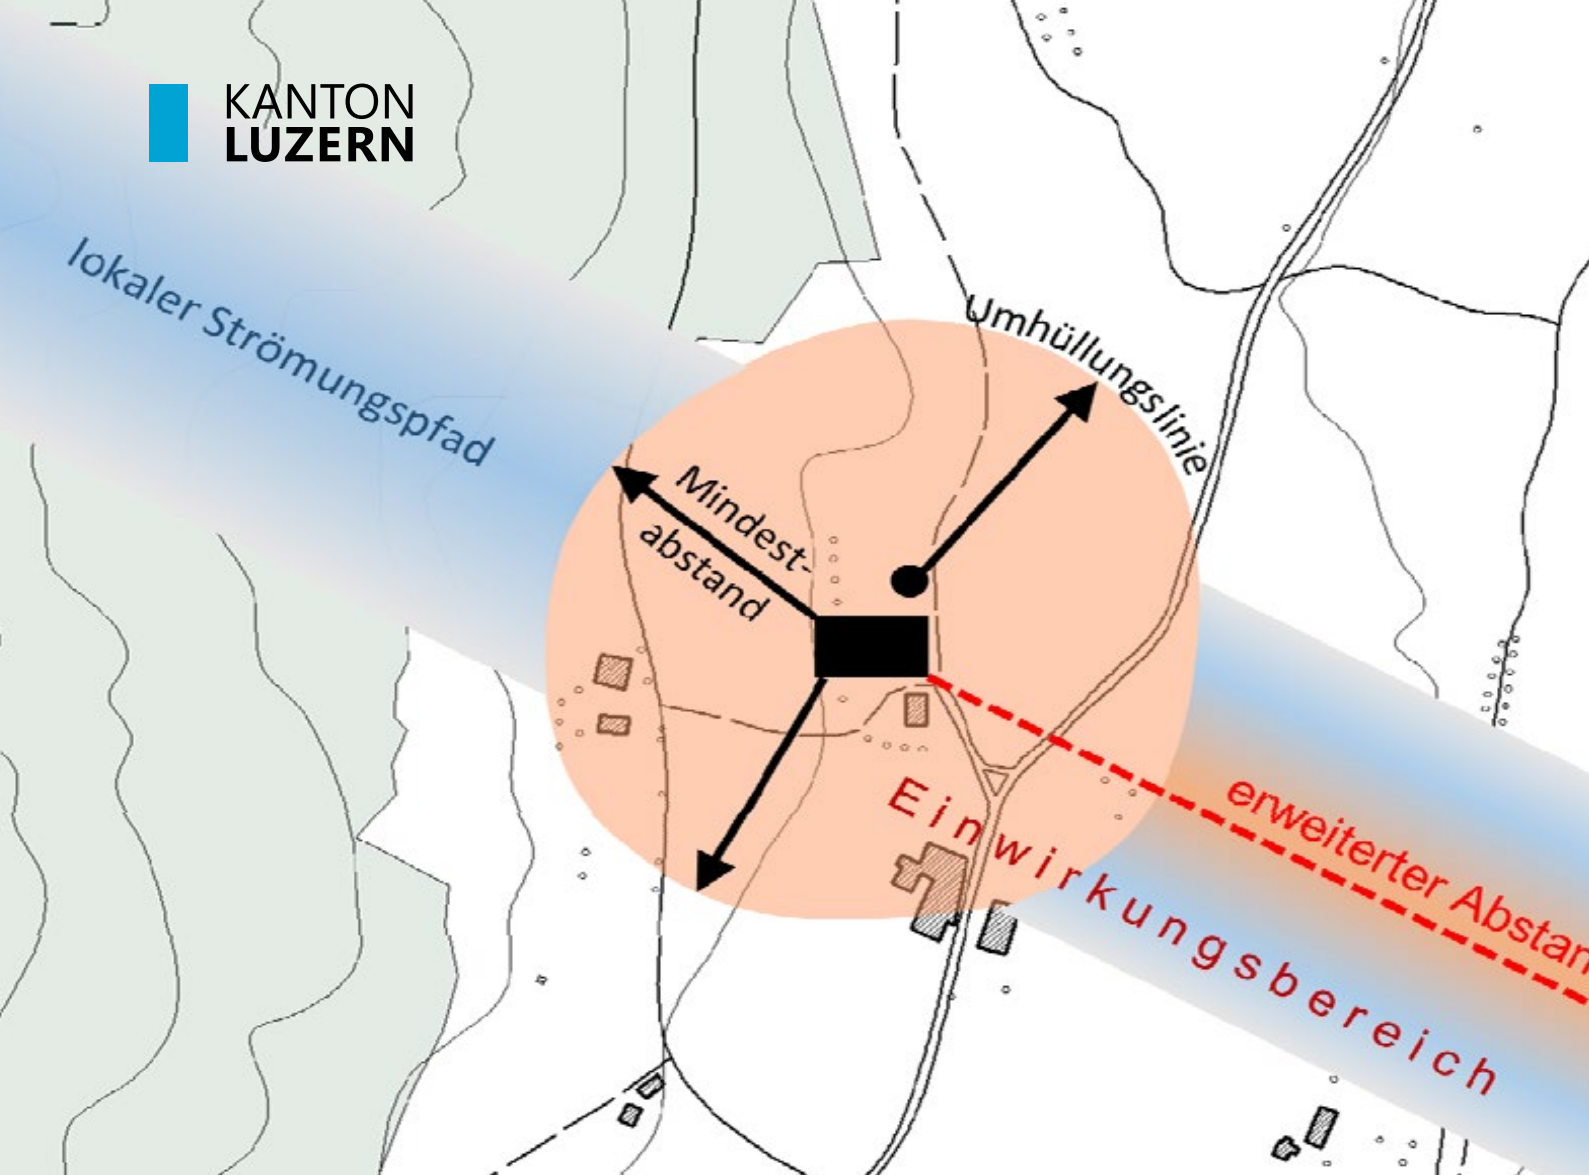 KANTON
LUZERN
lokaler Strömungspfad
Umhüllungslinie
Mindest-
abstand
erweiterter Abstan
Einwirkungsbereich